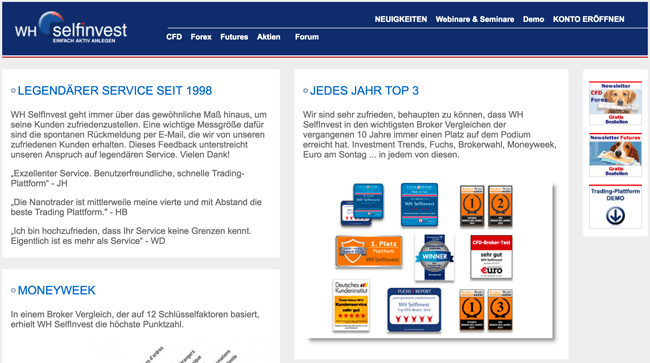 WH selfinvest
EINFACH AKTIV ANLEGEN
NEUIGKEITEN Webinare & Seminare Demo KONTO ERÖFFNEN
CFD Forex Futures Aktien Forum
LEGENDÄRER SERVICE SEIT 1998
WH SelfInvest geht immer über das gewöhnliche Maß hinaus, um
seine Kunden zufriedenzustellen. Eine wichtige Messgröße dafür
sind die spontanen Rückmeldung per E-Mail, die wir von unseren
zufriedenen Kunden erhalten. Dieses Feedback unterstreicht
unseren Anspruch auf legendären Service. Vielen Dank!
„Exzellenter Service. Benutzerfreundliche, schnelle Trading-
Plattform" - JH
„Die Nanotrader ist mittlerweile meine vierte und mit Abstand die
beste Trading Plattform." - HB
„Ich bin hochzufrieden, dass Ihr Service keine Grenzen kennt.
Eigentlich ist es mehr als Service" - WD
MONEYWEEK
In einem Broker Vergleich, der auf 12 Schlüsselfaktoren basiert,
erhielt WH SelfInvest die höchste Punktzahl.
JEDES JAHR TOP 3
Wir sind sehr zufrieden, behaupten zu können, dass WH
SelfInvest in den wichtigsten Broker Vergleichen der
vergangenen 10 Jahre immer einen Platz auf dem Podium
erreicht hat. Investment Trends, Fuchs, Brokerwahl, Moneyweek,
Euro am Sontag ... in jedem von diesen.
WH SelfInvest
1
2
1. Platz
Plattform
WH SelfInvest
WINNER
CFD-Broker-Test
sehr gut
WH SelfInvest
€uro
Deutsches
Kundeninstitut
Kundenservice
sehr gut
FUCHS / REPORT
WH SelfInvest
Top CFD-Broker 2015
1
3
Newsletter
CFD
Forex
Gratis
Bestellen
Newsletter Futures
Gratis
Bestellen
Trading-Plattform
DEMO